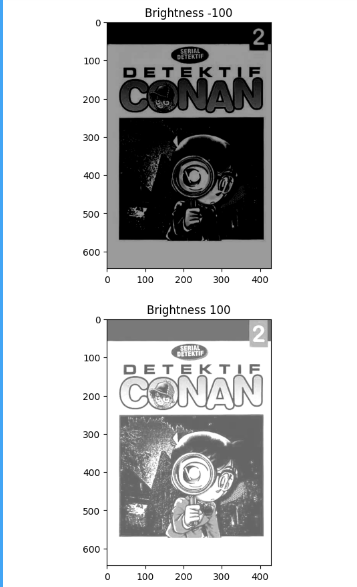 Brightness -100
0
100
200
300
400
500
600
0 100 200 300 400
2
SERIAL
DETEKTIF
DETEKTIF
CONAN
Brightness 100
0
100
200
300
400
500
600
0 100 200 300 400
2
SERIAL
DETEKTIF
DETEKTIF
CONAN